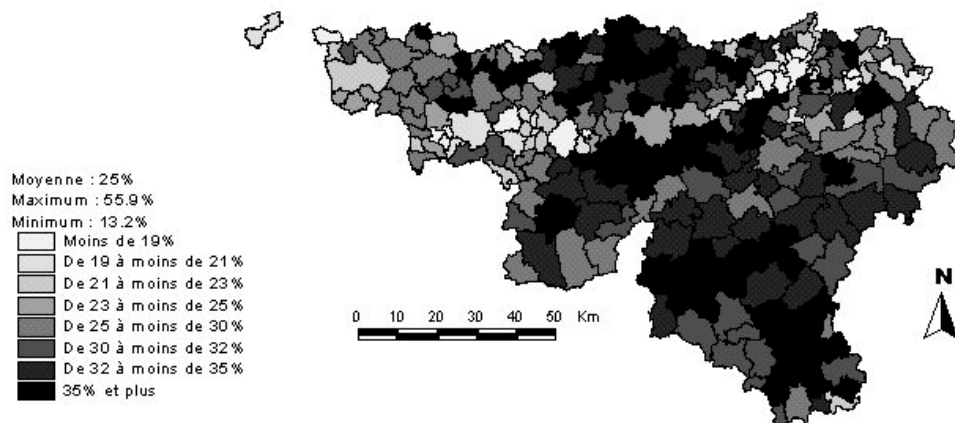 Moyenne : 25%
Maximum : 55.9%
Minimum : 13.2%
Moins de 19%
De 19 à moins de 21%
De 21 à moins de 23%
De 23 à moins de 25%
De 25 à moins de 30%
De 30 à moins de 32%
De 32 à moins de 35%
35% et plus
0 10 20 30 40 50 Km
N